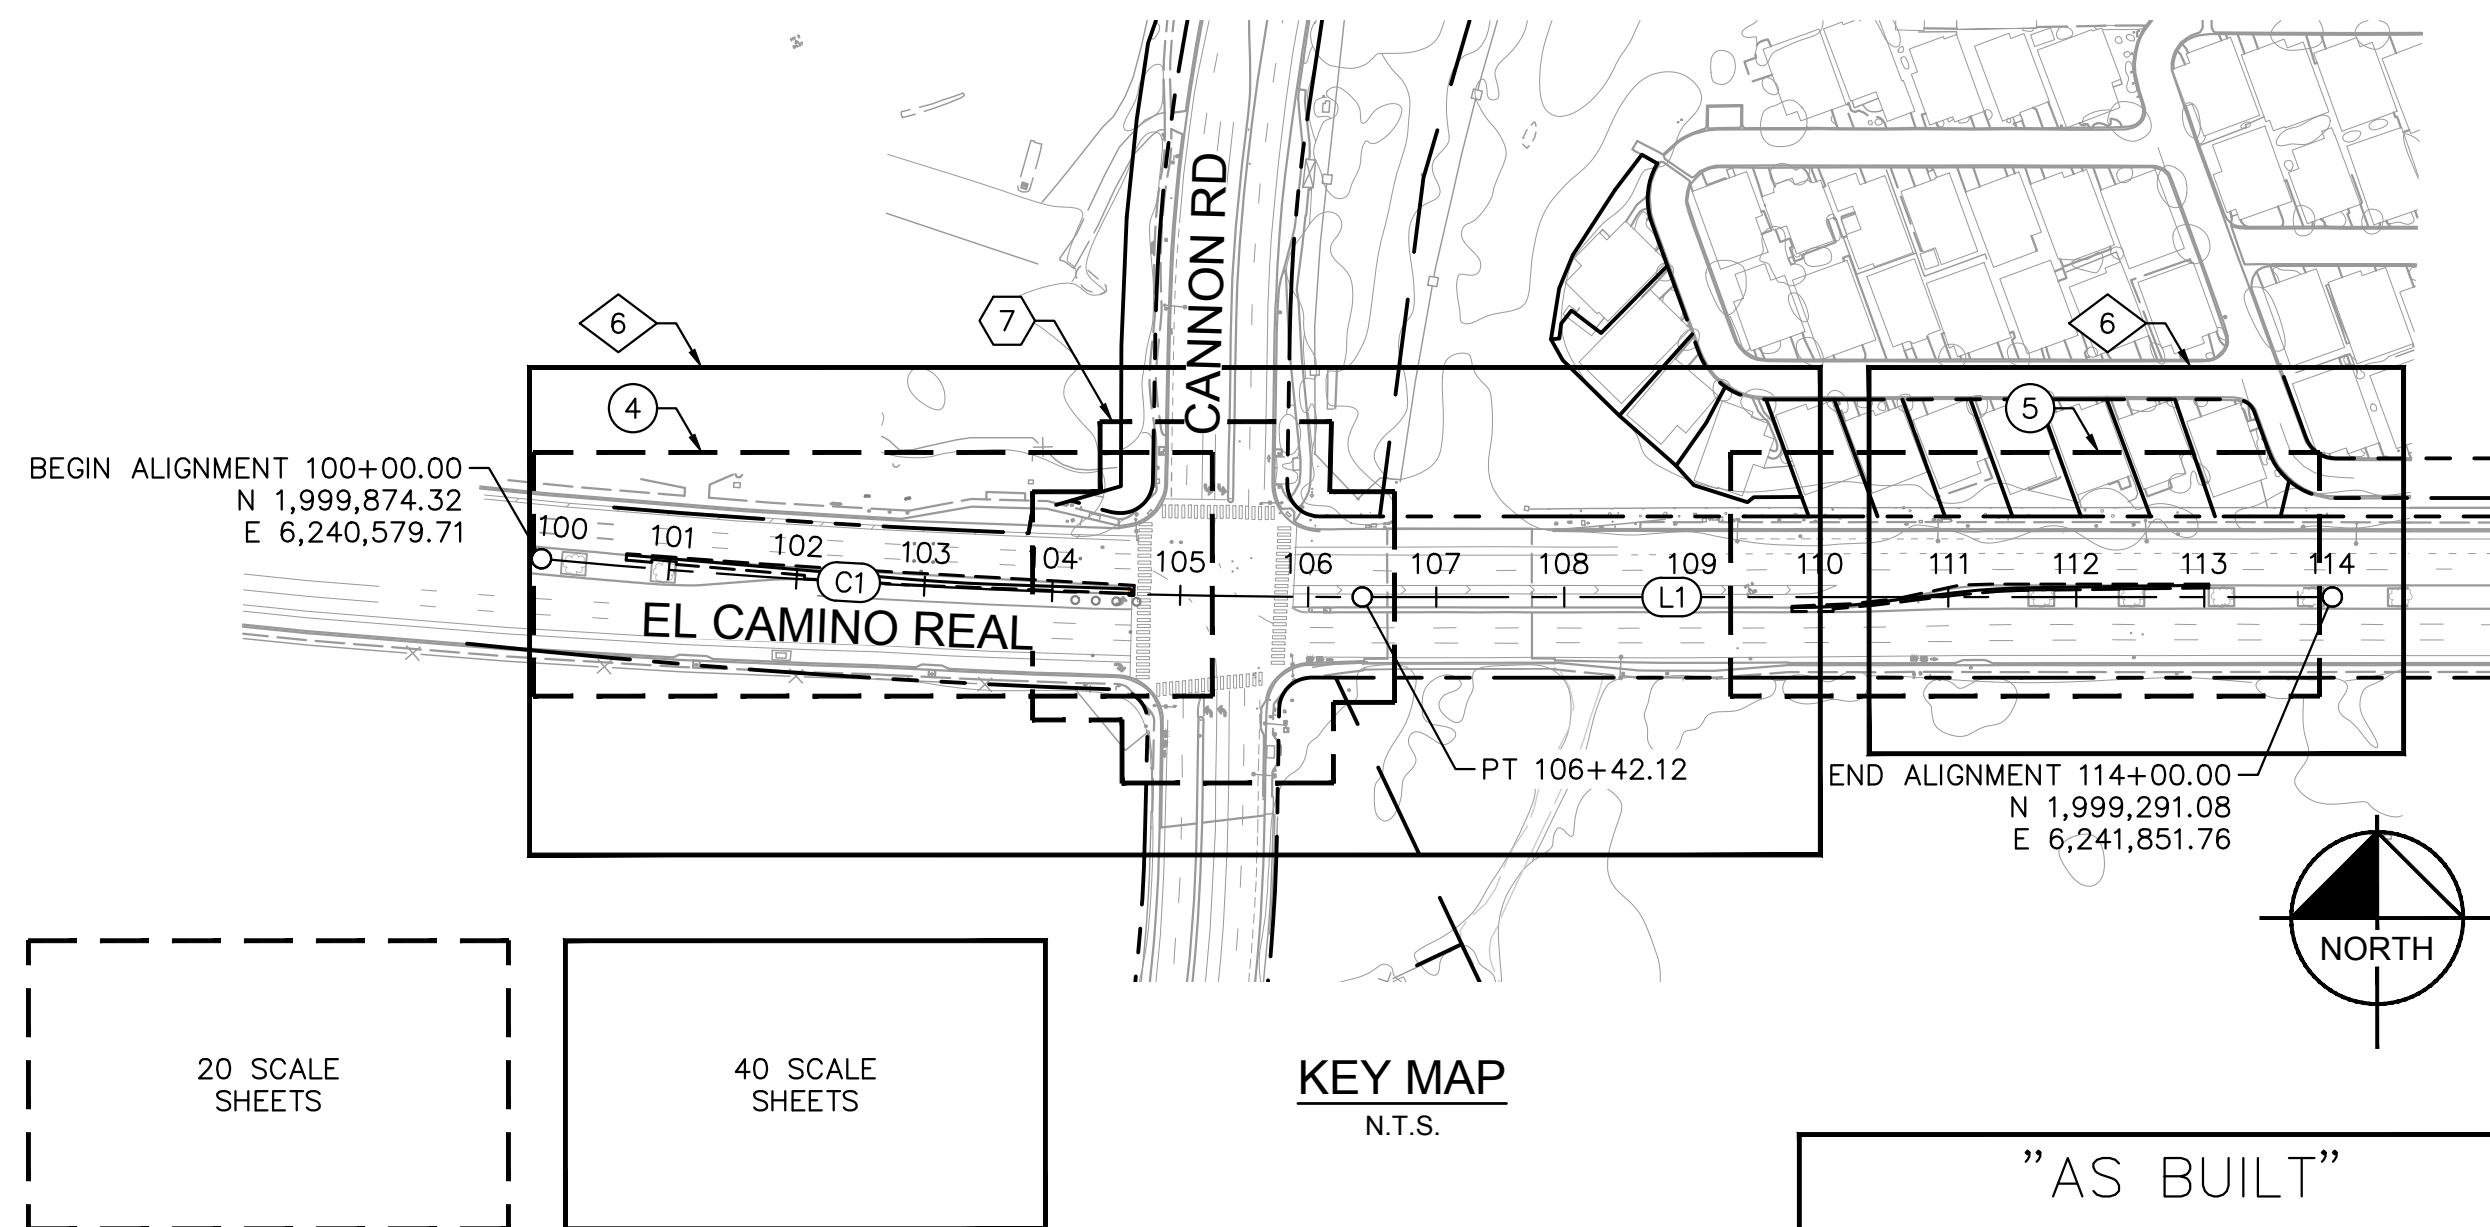 CANNON RD
6
7
6
4
5
BEGIN ALIGNMENT 100+00.00
N 1,999,874.32
E 6,240,579.71
100
101
102
103
104
105
106
107
108
109
110
111
112
113
114
C1
L1
EL CAMINO REAL
PT 106+42.12
END ALIGNMENT 114+00.00
N 1,999,291.08
E 6,241,851.76
NORTH
20 SCALE
SHEETS
40 SCALE
SHEETS
KEY MAP
N.T.S.
"AS BUILT"